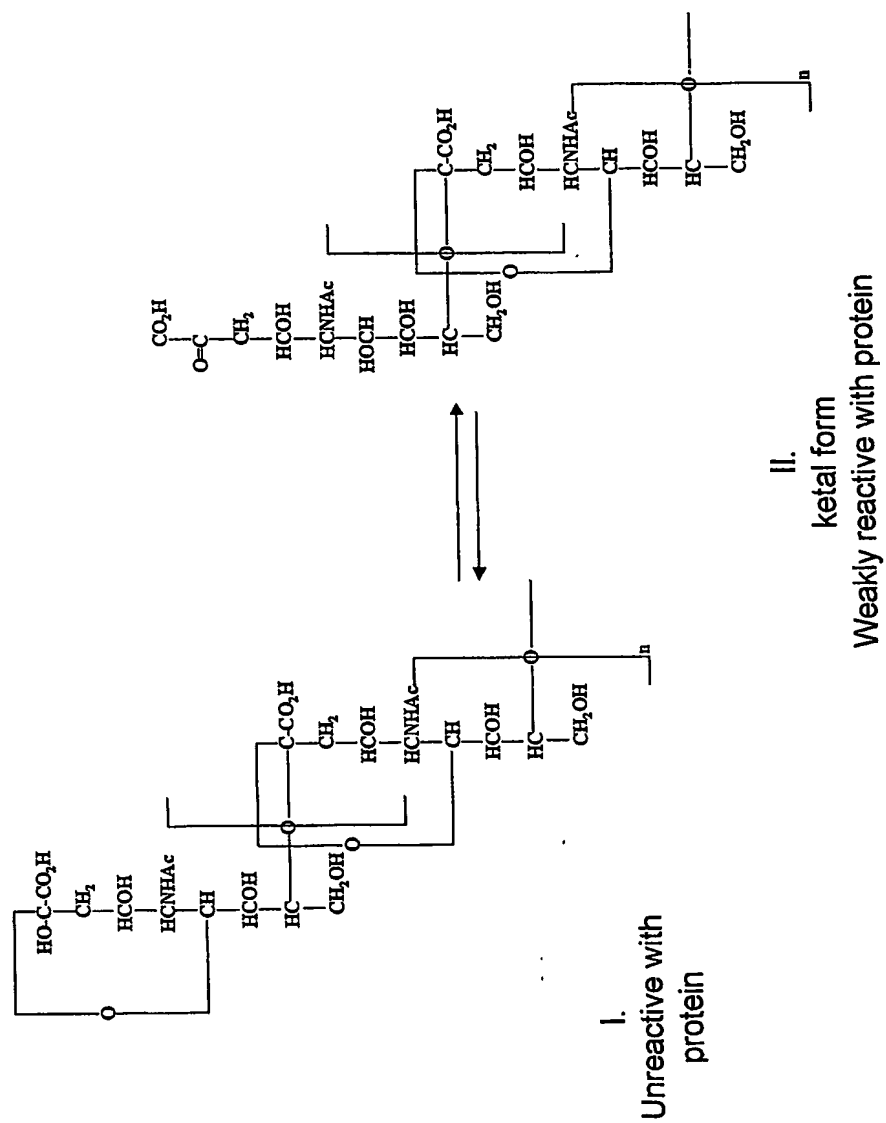 HO-C-CO₂H
CH₂
HCOH
HCNHAc
O
CH
HCOH
HC
O
CH₂OH
O
C-CO₂H
CH₂
HCOH
HCNHAc
CH
HCOH
HC
O
CH₂OH
n
I.
Unreactive with
protein
CO₂H
O=C
CH₂
HCOH
HCNHAc
HOCH
HCOH
HC
O
CH₂OH
O
C-CO₂H
CH₂
HCOH
HCNHAc
CH
HCOH
HC
O
CH₂OH
n
II.
ketal form
Weakly reactive with protein